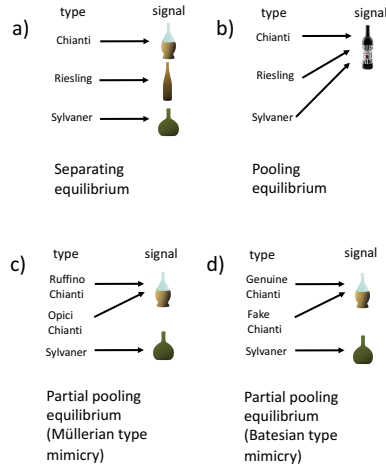 a)
type signal
Chianti
Riesling
Sylvaner
Separating
equilibrium
b)
type signal
Chianti
Riesling
Sylvaner
Pooling
equilibrium
c)
type signal
Ruffino
Chianti
Opici
Chianti
Sylvaner
Partial pooling
equilibrium
(Müllerian type
mimicry)
d)
type signal
Genuine
Chianti
Fake
Chianti
Sylvaner
Partial pooling
equilibrium
(Batesian type
mimicry)